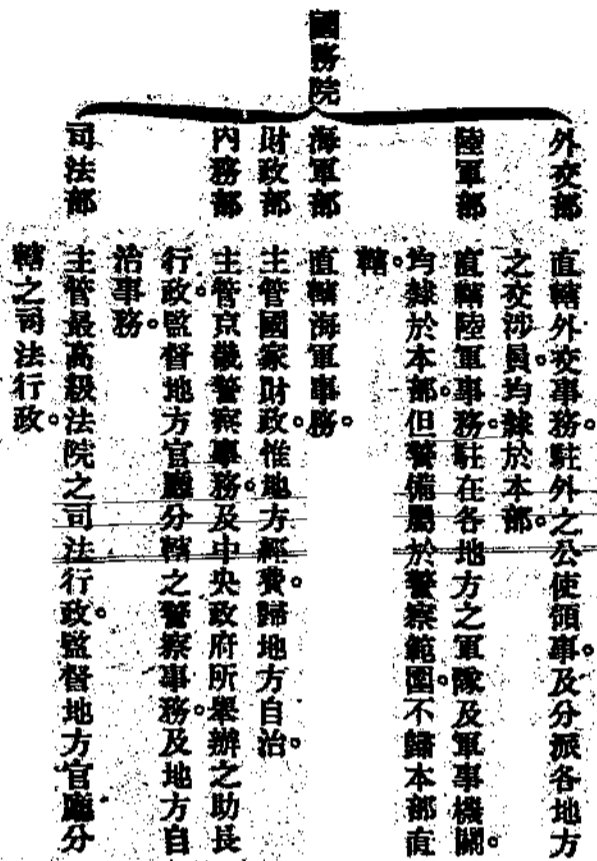 國務院
外交部
直轄外交事務。駐外之公使領事。及分派各地方
之交涉員。均隸於本部。
陸軍部
直轄陸軍事務。駐在各地方之軍隊及軍事機關。
均隸於本部。但警備屬於警察範圍。不歸本部直
轄。
海軍部
直轄海軍事務。
財政部
主管國家財政。惟地方經費。歸地方自治。
內務部
主管京畿警察事務。及中央政府所舉辦之助長
行政。監督地方官廳分轄之警察事務。及地方自
治事務。
司法部
主管最高級法院之司法行政。監督地方官廳分
轄之司法行政。